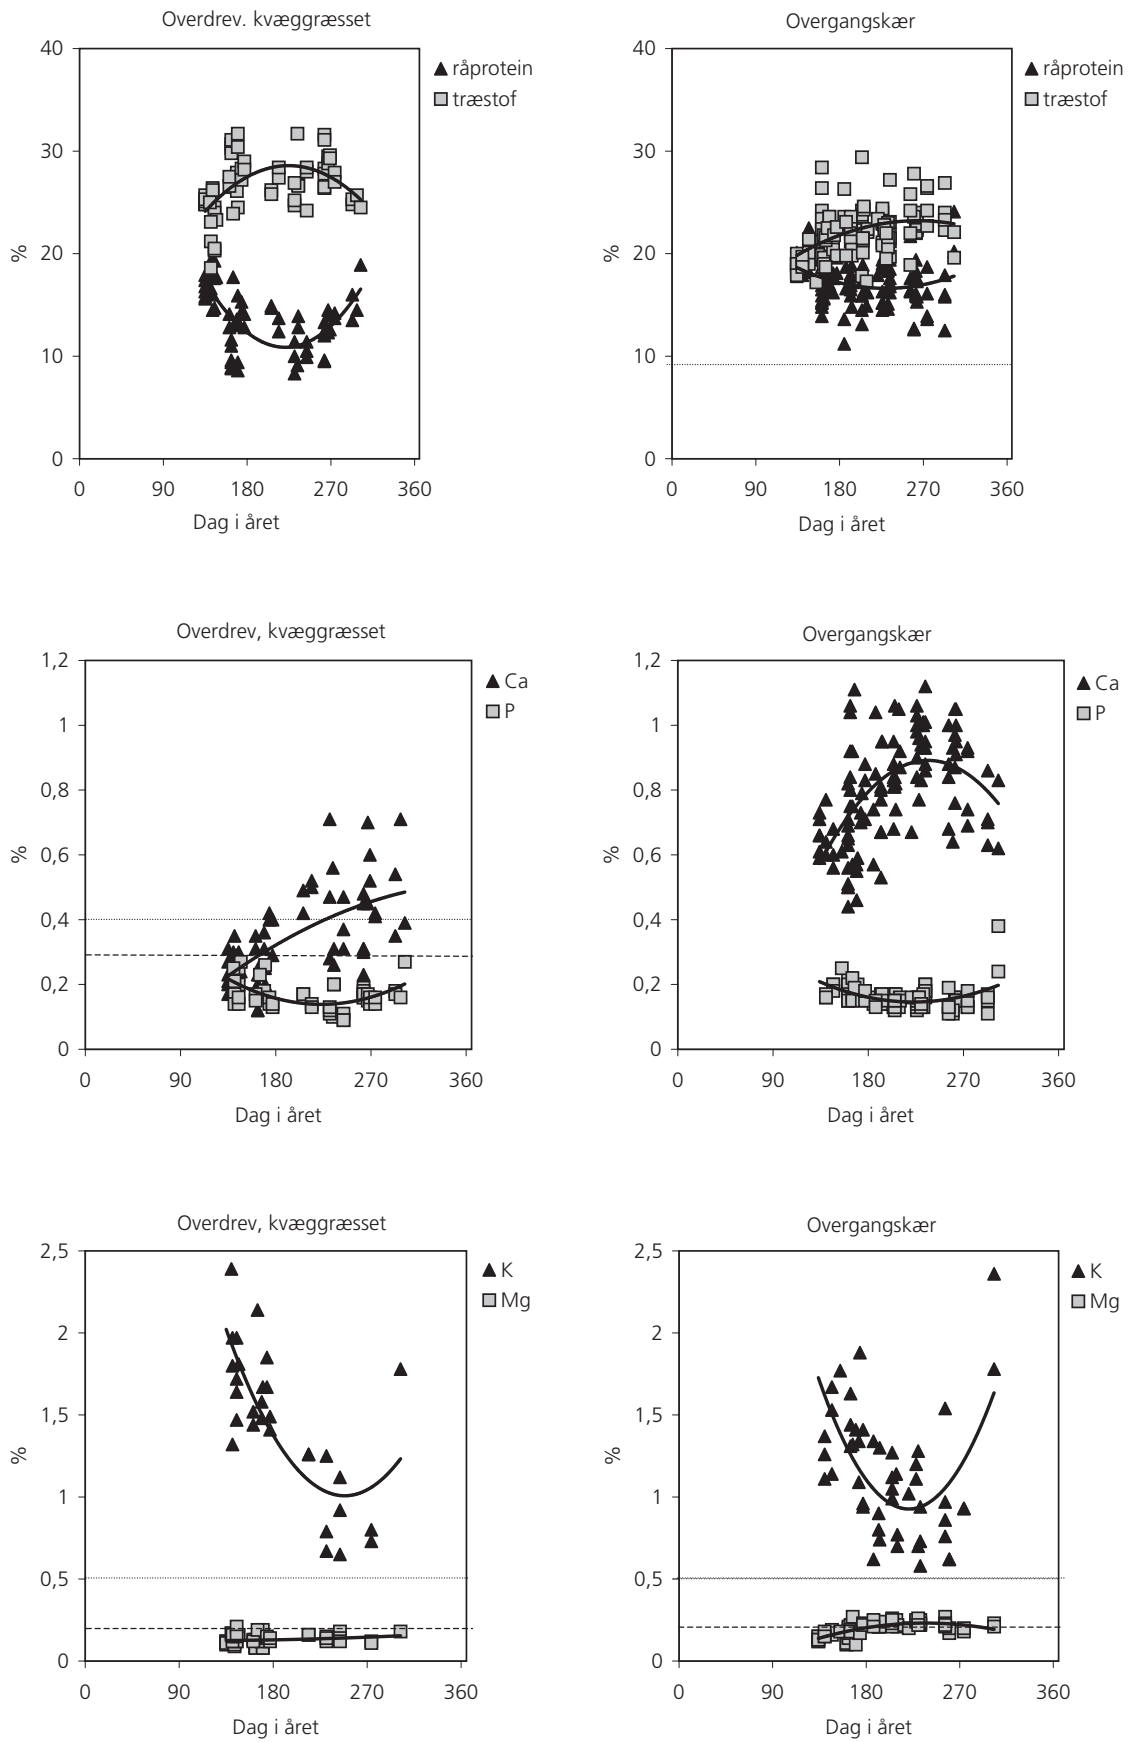 Overdrev. kvæggræsset
40
30
20
10
0
%
0 90 180 270 360
Dag i året
råprotein
træstof
Overgangskær
40
30
20
10
0
%
0 90 180 270 360
Dag i året
råprotein
træstof
Overdrev, kvæggræsset
1,2
1
0,8
0,6
0,4
0,2
0
%
0 90 180 270 360
Dag i året
Ca
P
Overgangskær
1,2
1
0,8
0,6
0,4
0,2
0
%
0 90 180 270 360
Dag i året
Ca
P
Overdrev, kvæggræsset
2,5
2
1,5
1
0,5
0
%
0 90 180 270 360
Dag i året
K
Mg
Overgangskær
2,5
2
1,5
1
0,5
0
%
0 90 180 270 360
Dag i året
K
Mg